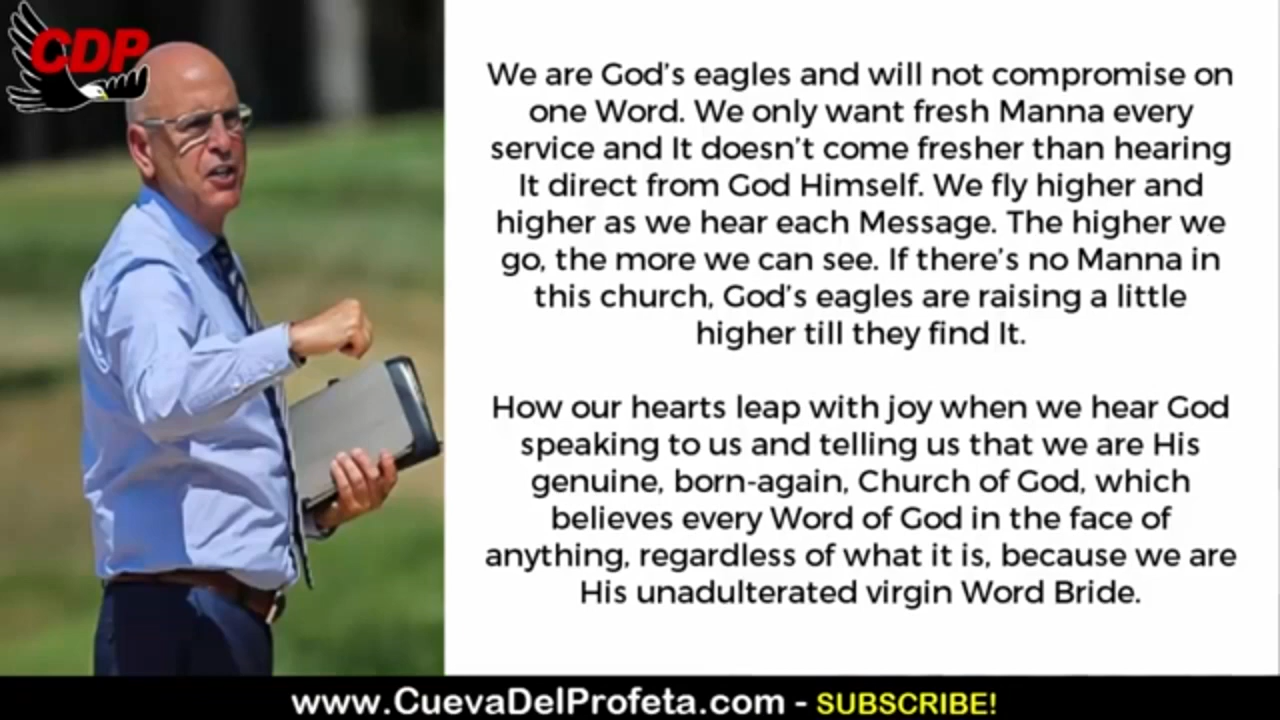 CDP
We are God’s eagles and will not compromise on
one Word. We only want fresh Manna every
service and It doesn’t come fresher than hearing
It direct from God Himself. We fly higher and
higher as we hear each Message. The higher we
go, the more we can see. If there’s no Manna in
this church, God’s eagles are raising a little
higher till they find It.
How our hearts leap with joy when we hear God
speaking to us and telling us that we are His
genuine, born-again, Church of God, which
believes every Word of God in the face of
anything, regardless of what it is, because we are
His unadulterated virgin Word Bride.
www.CuevaDelProfeta.com - SUBSCRIBE!